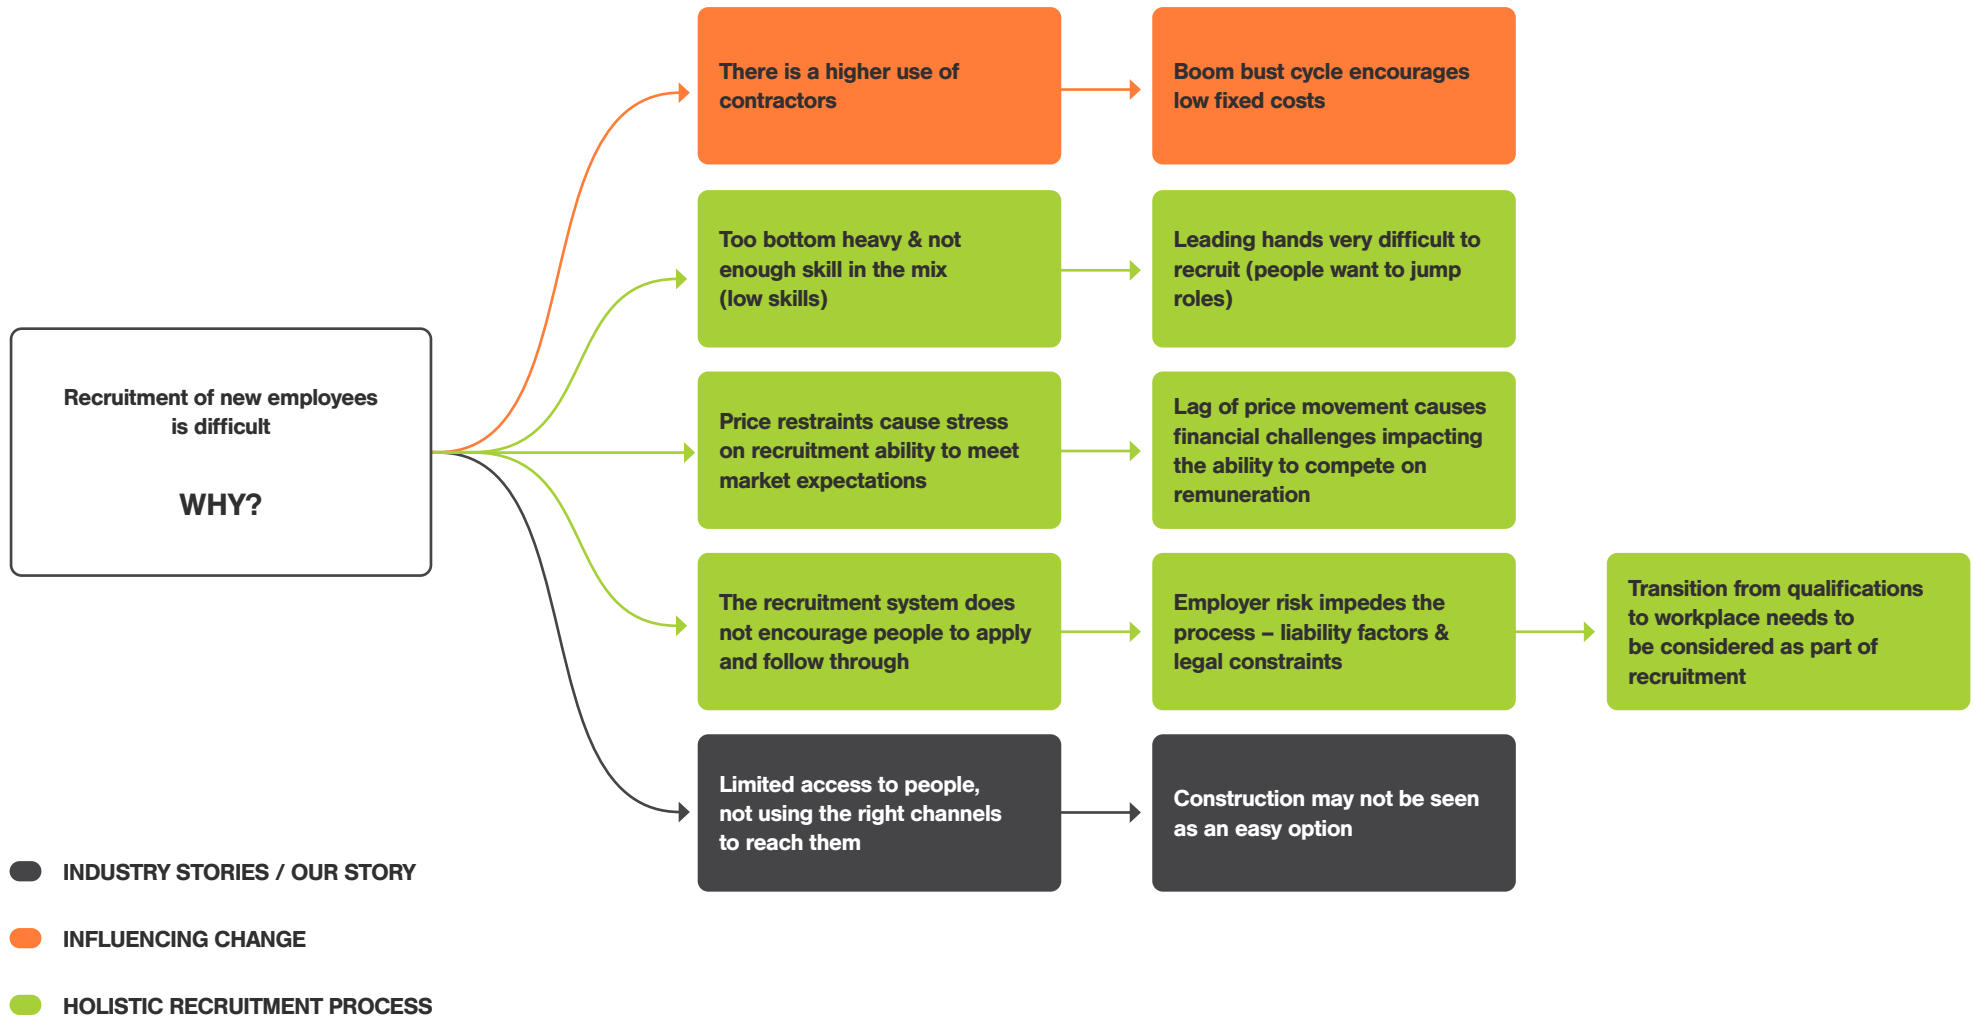 Recruitment of new employees
is difficult
WHY?
There is a higher use of
contractors
Boom bust cycle encourages
low fixed costs
Too bottom heavy & not
enough skill in the mix
(low skills)
Leading hands very difficult to
recruit (people want to jump
roles)
Price restraints cause stress
on recruitment ability to meet
market expectations
Lag of price movement causes
financial challenges impacting
the ability to compete on
remuneration
The recruitment system does
not encourage people to apply
and follow through
Employer risk impedes the
process – liability factors &
legal constraints
Transition from qualifications
to workplace needs to
be considered as part of
recruitment
Limited access to people,
not using the right channels
to reach them
Construction may not be seen
as an easy option
INDUSTRY STORIES / OUR STORY
INFLUENCING CHANGE
HOLISTIC RECRUITMENT PROCESS